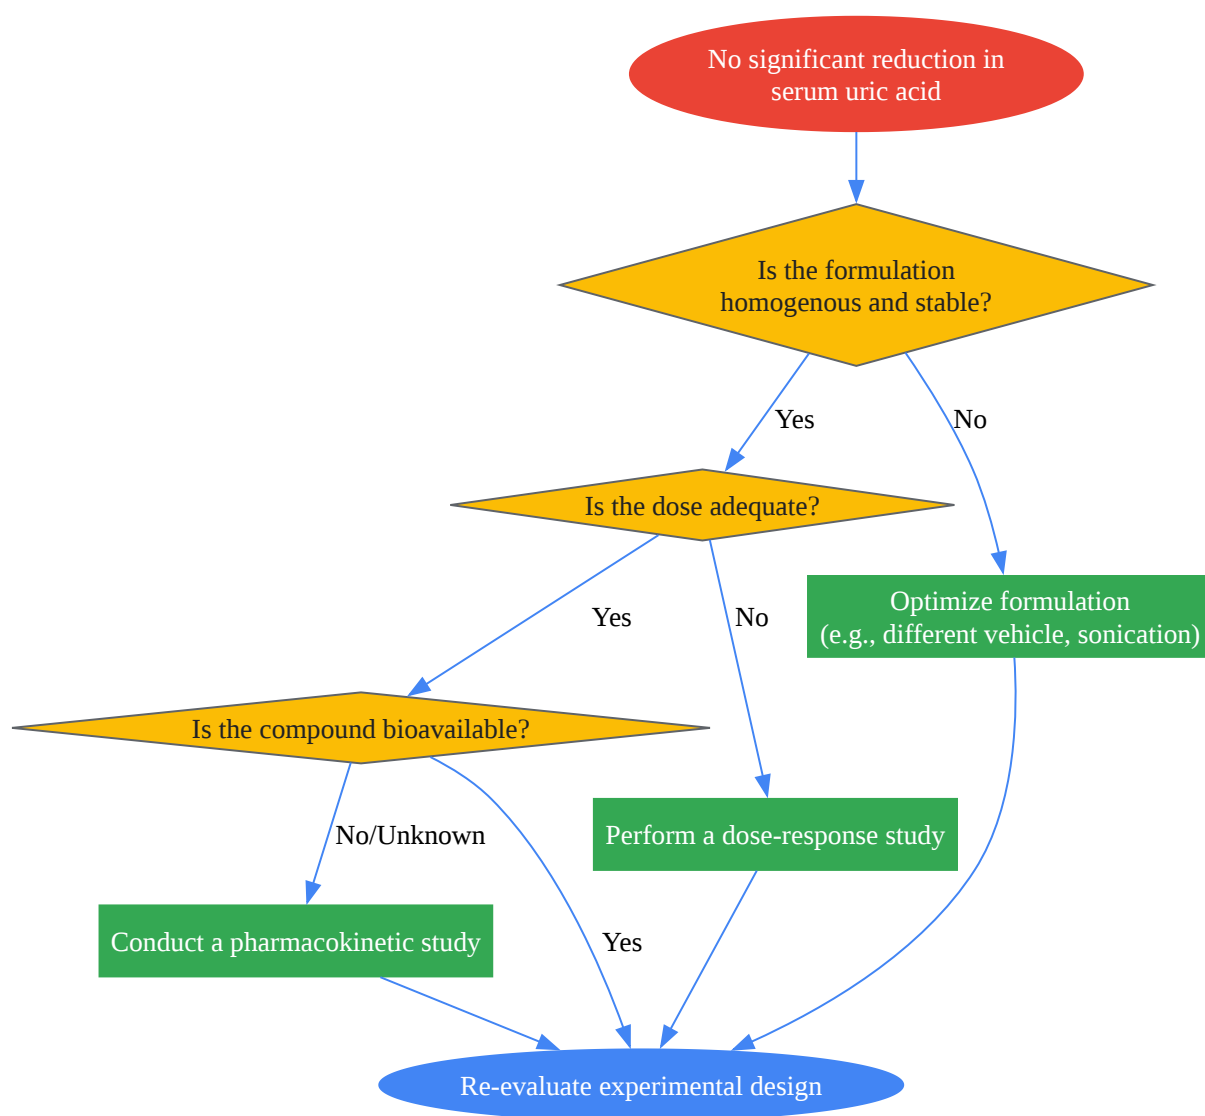 No significant reduction in
serum uric acid
Is the formulation
homogenous and stable?
Yes
No
Is the dose adequate?
Optimize formulation
(e.g., different vehicle, sonication)
Yes
No
Is the compound bioavailable?
No/Unknown
Perform a dose-response study
Conduct a pharmacokinetic study
Yes
Re-evaluate experimental design